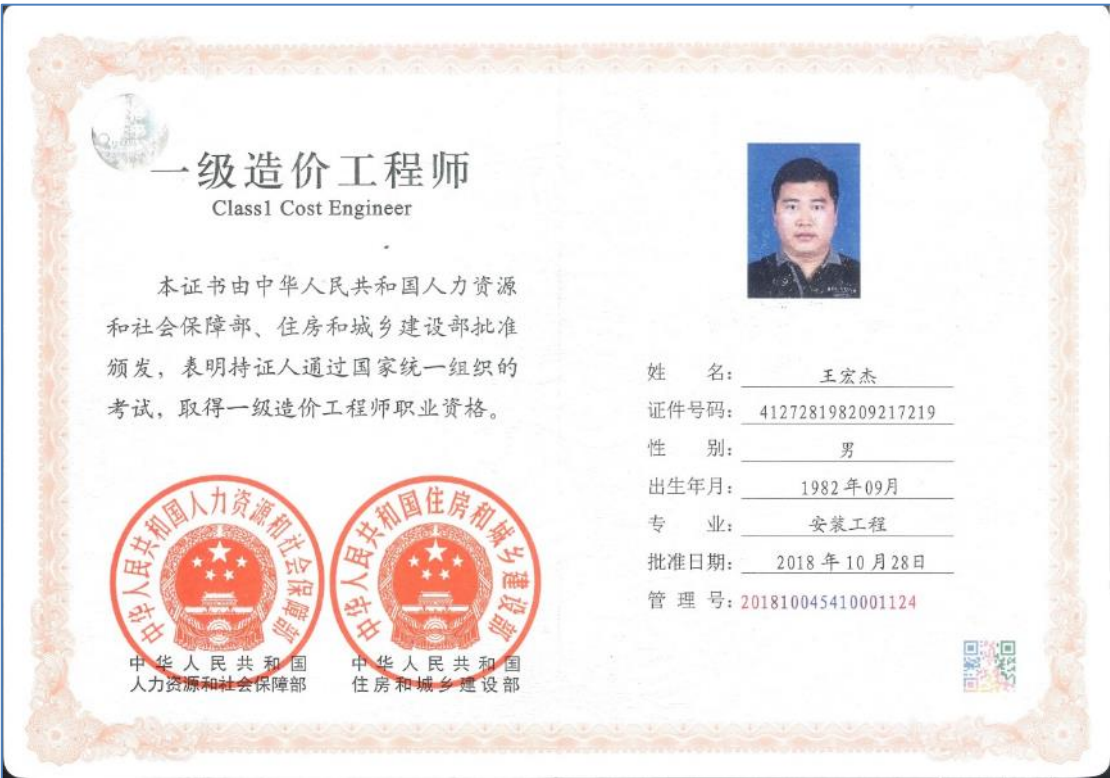 一级造价工程师
Class1 Cost Engineer
本证书由中华人民共和国人力资源
和社会保障部、住房和城乡建设部批准
颁发，表明持证人通过国家统一组织的
考试，取得一级造价工程师职业资格。
中华人民共和国人力资源和社会保障部
中华人民共和国住房和城乡建设部
中华人民共和国
人力资源和社会保障部
中华人民共和国
住房和城乡建设部
姓 名：王宏杰
证件号码：412728198209217219
性 别：男
出生年月：1982年09月
专 业：安装工程
批准日期：2018年10月28日
管 理 号：201810045410001124